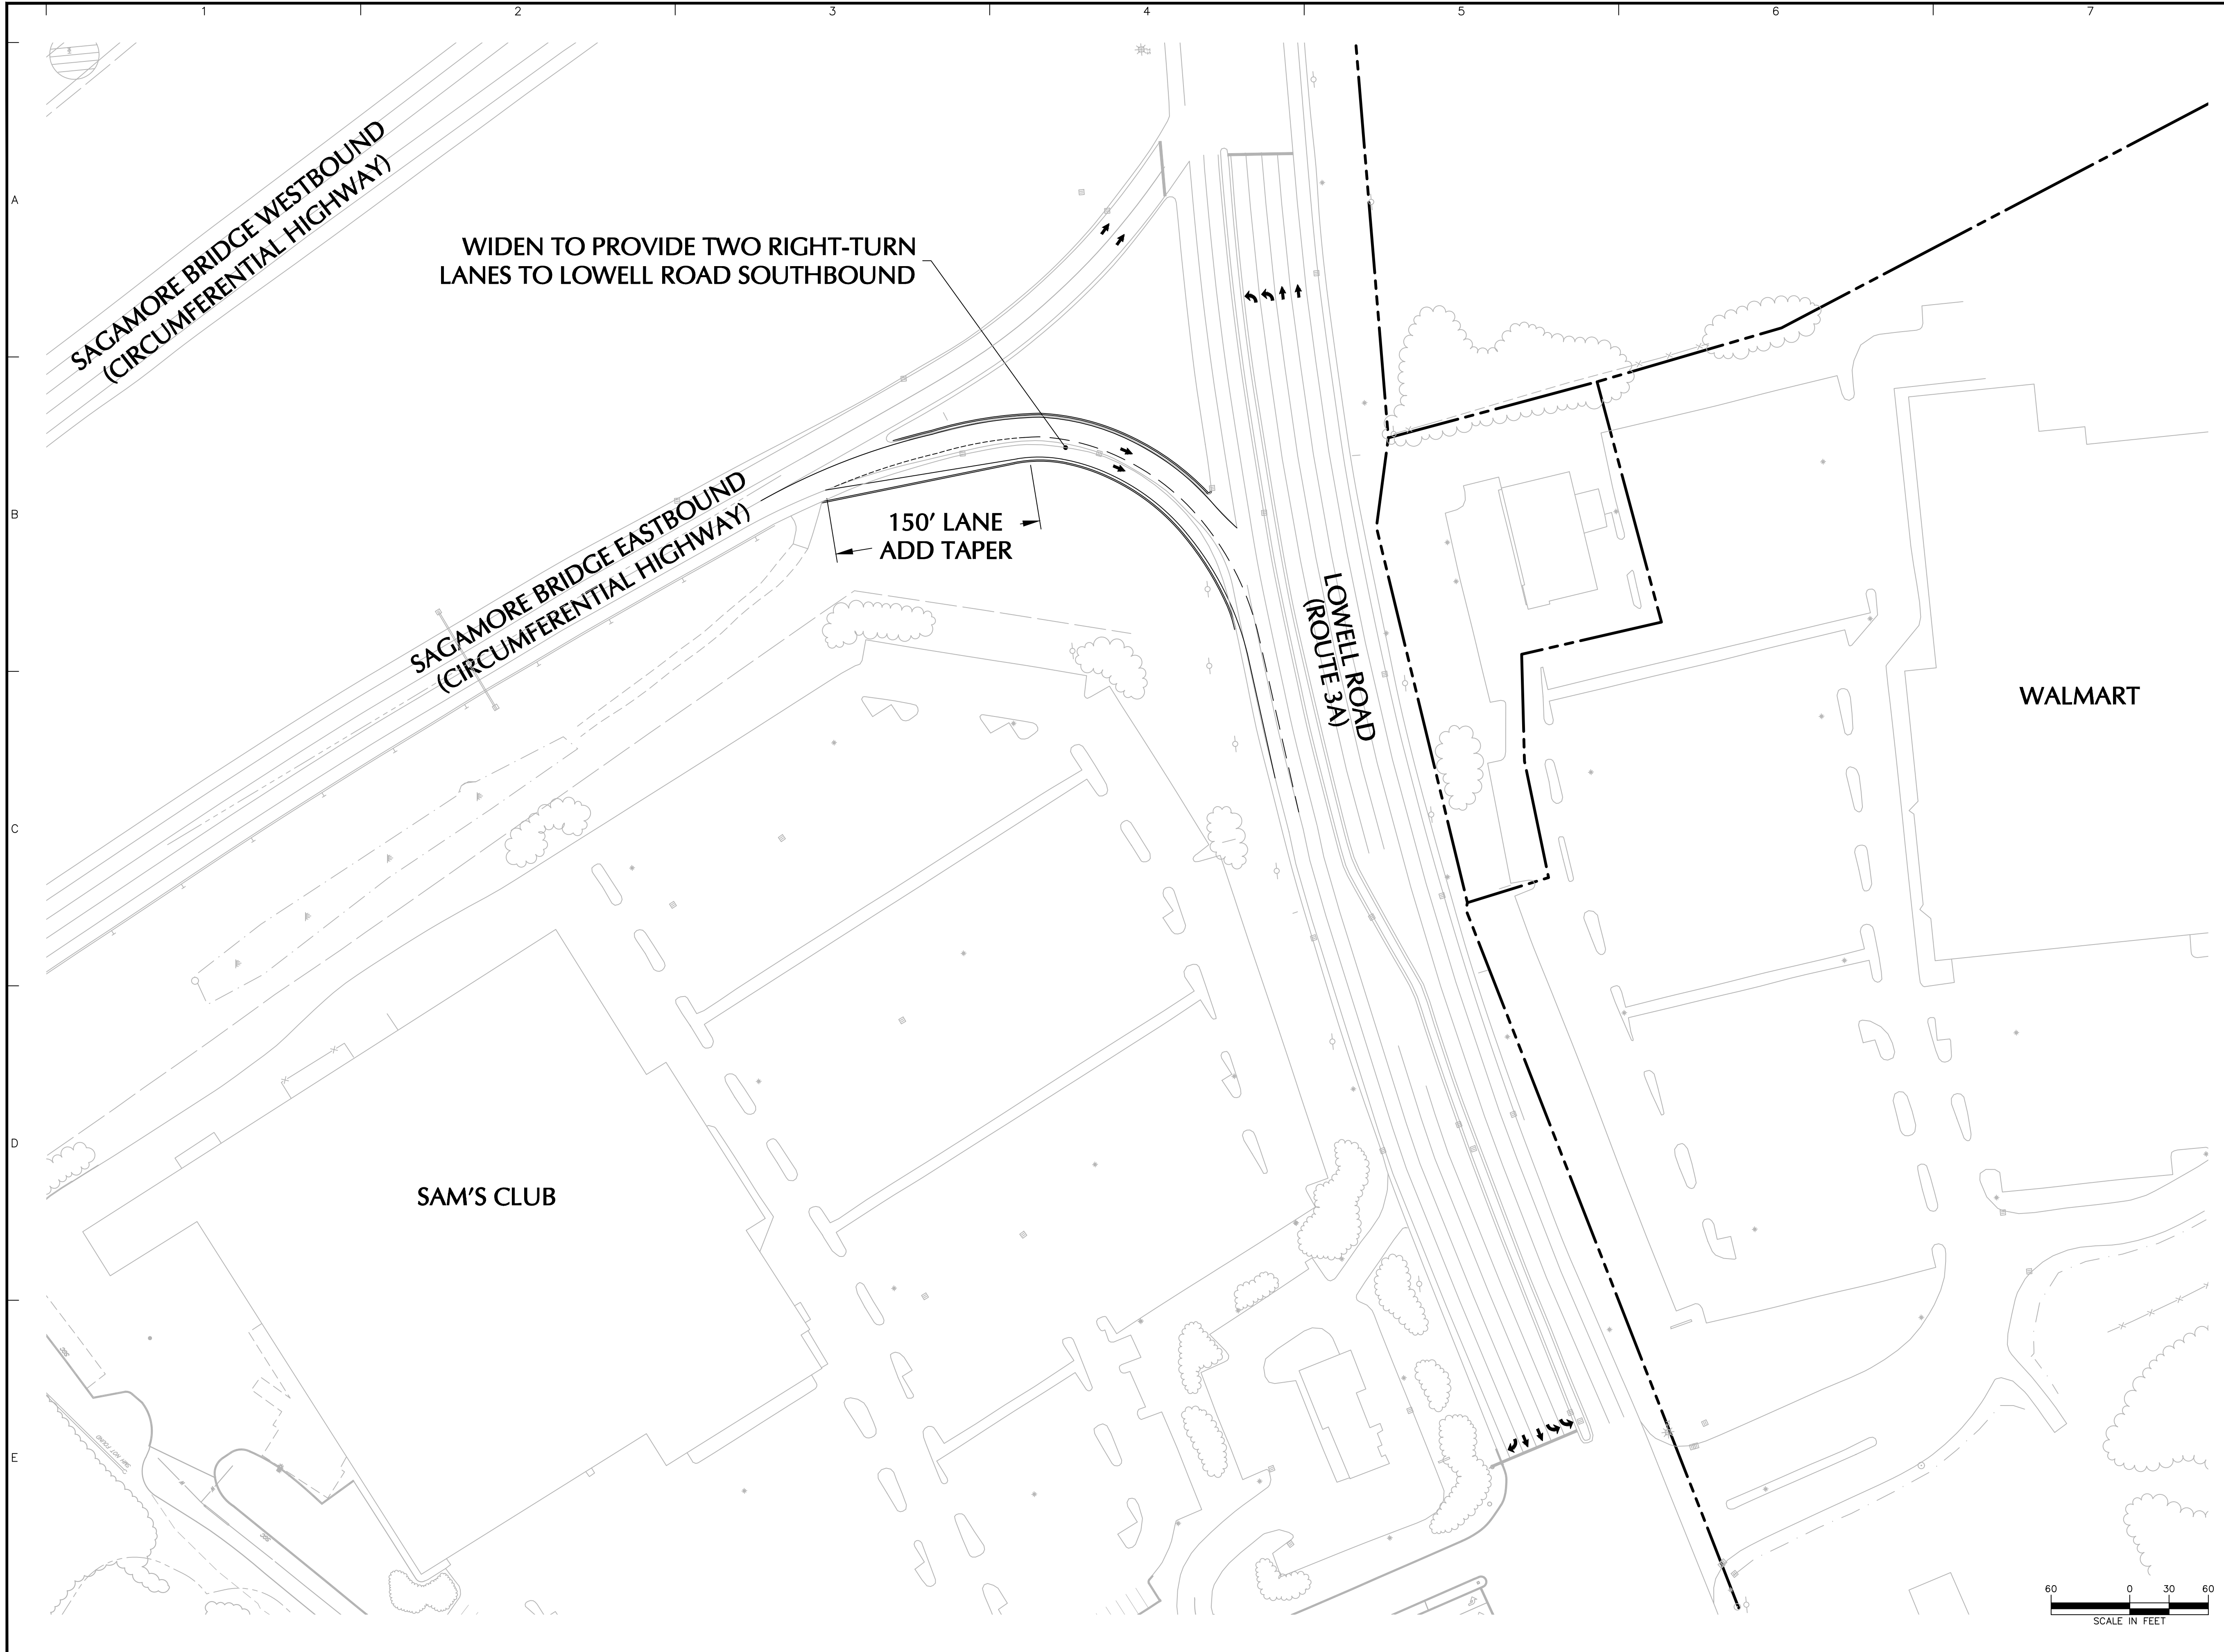 1 2 3 4 5 6 7
A
B
C
D
E
SAGAMORE BRIDGE WESTBOUND
(CIRCUMFERENTIAL HIGHWAY)
WIDEN TO PROVIDE TWO RIGHT-TURN
LANES TO LOWELL ROAD SOUTHBOUND
150' LANE
ADD TAPER
SAGAMORE BRIDGE EASTBOUND
(CIRCUMFERENTIAL HIGHWAY)
LOWELL ROAD
(ROUTE 3A)
WALMART
SAM'S CLUB
60 0 30 60
SCALE IN FEET